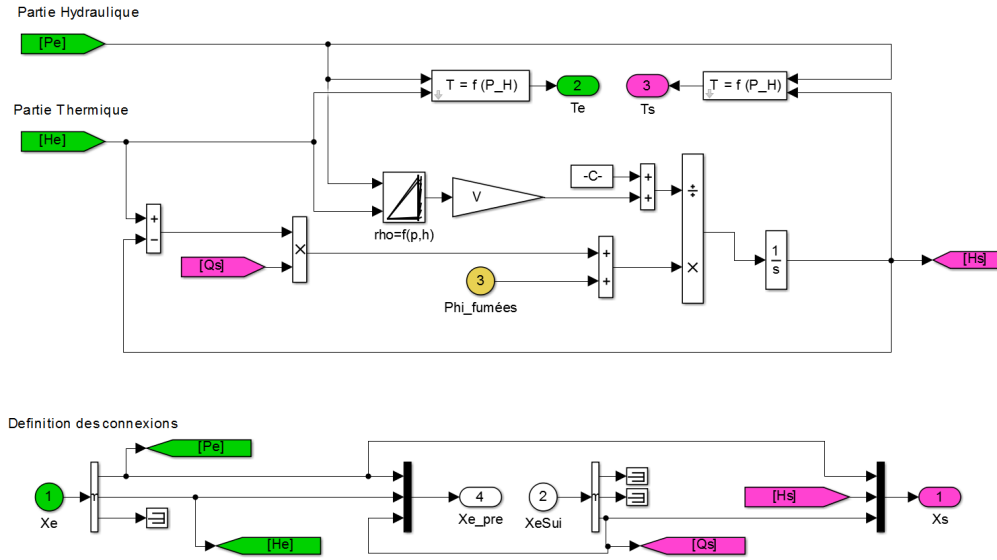 Partie Hydraulique
[Pe]
T = f (P_H)
2
Te
3
Ts
T = f (P_H)
Partie Thermique
[He]
rho=f(p,h)
V
-C-
+
+
÷
×
+
−
×
[Qs]
+
+
3
Phi_fumées
1
s
[Hs]
Definition des connexions
[Pe]
1
Xe
[He]
4
Xe_pre
2
XeSui
[Hs]
[Qs]
1
Xs